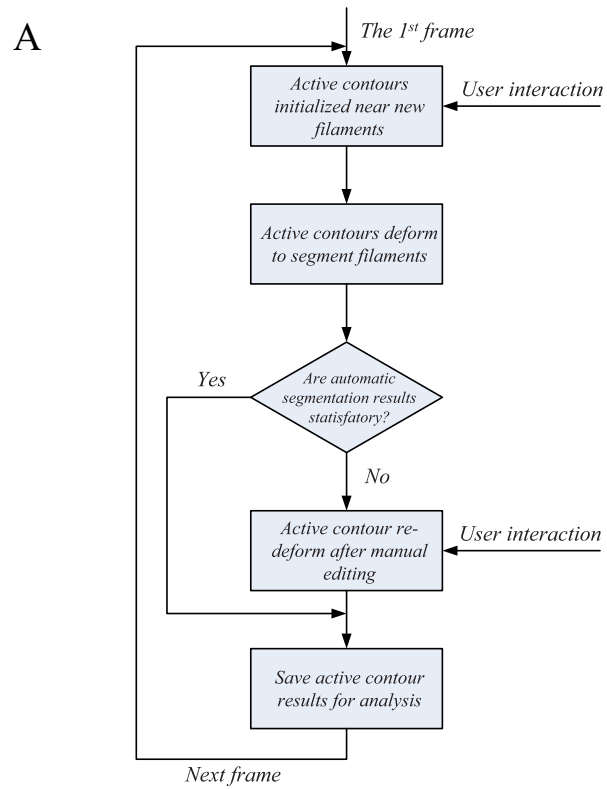 A
The 1st frame
Active contours
initialized near new
filaments
User interaction
Active contours deform
to segment filaments
Are automatic
segmentation results
statisfatory?
Yes
No
Active contour re-
deform after manual
editing
User interaction
Save active contour
results for analysis
Next frame